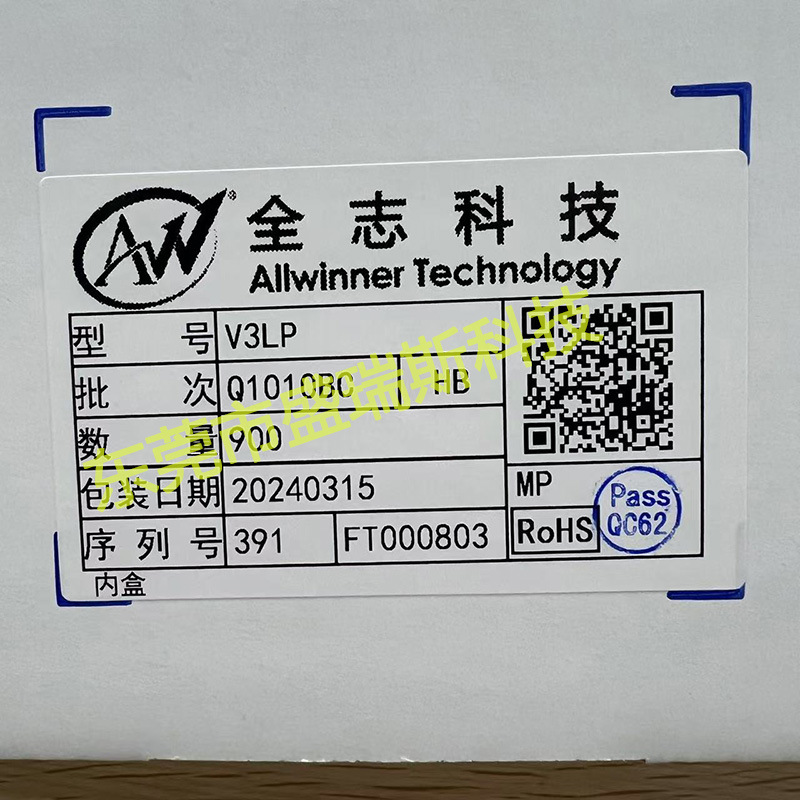 AW®
全志科技
Allwinner Technology
型号 V3LP
批次 Q1010BC HB
数量 900
包装日期 20240315
序列号 391 FT000803
MP
RoHS
Pass
QC62
内盒
东莞市盛瑞斯科技